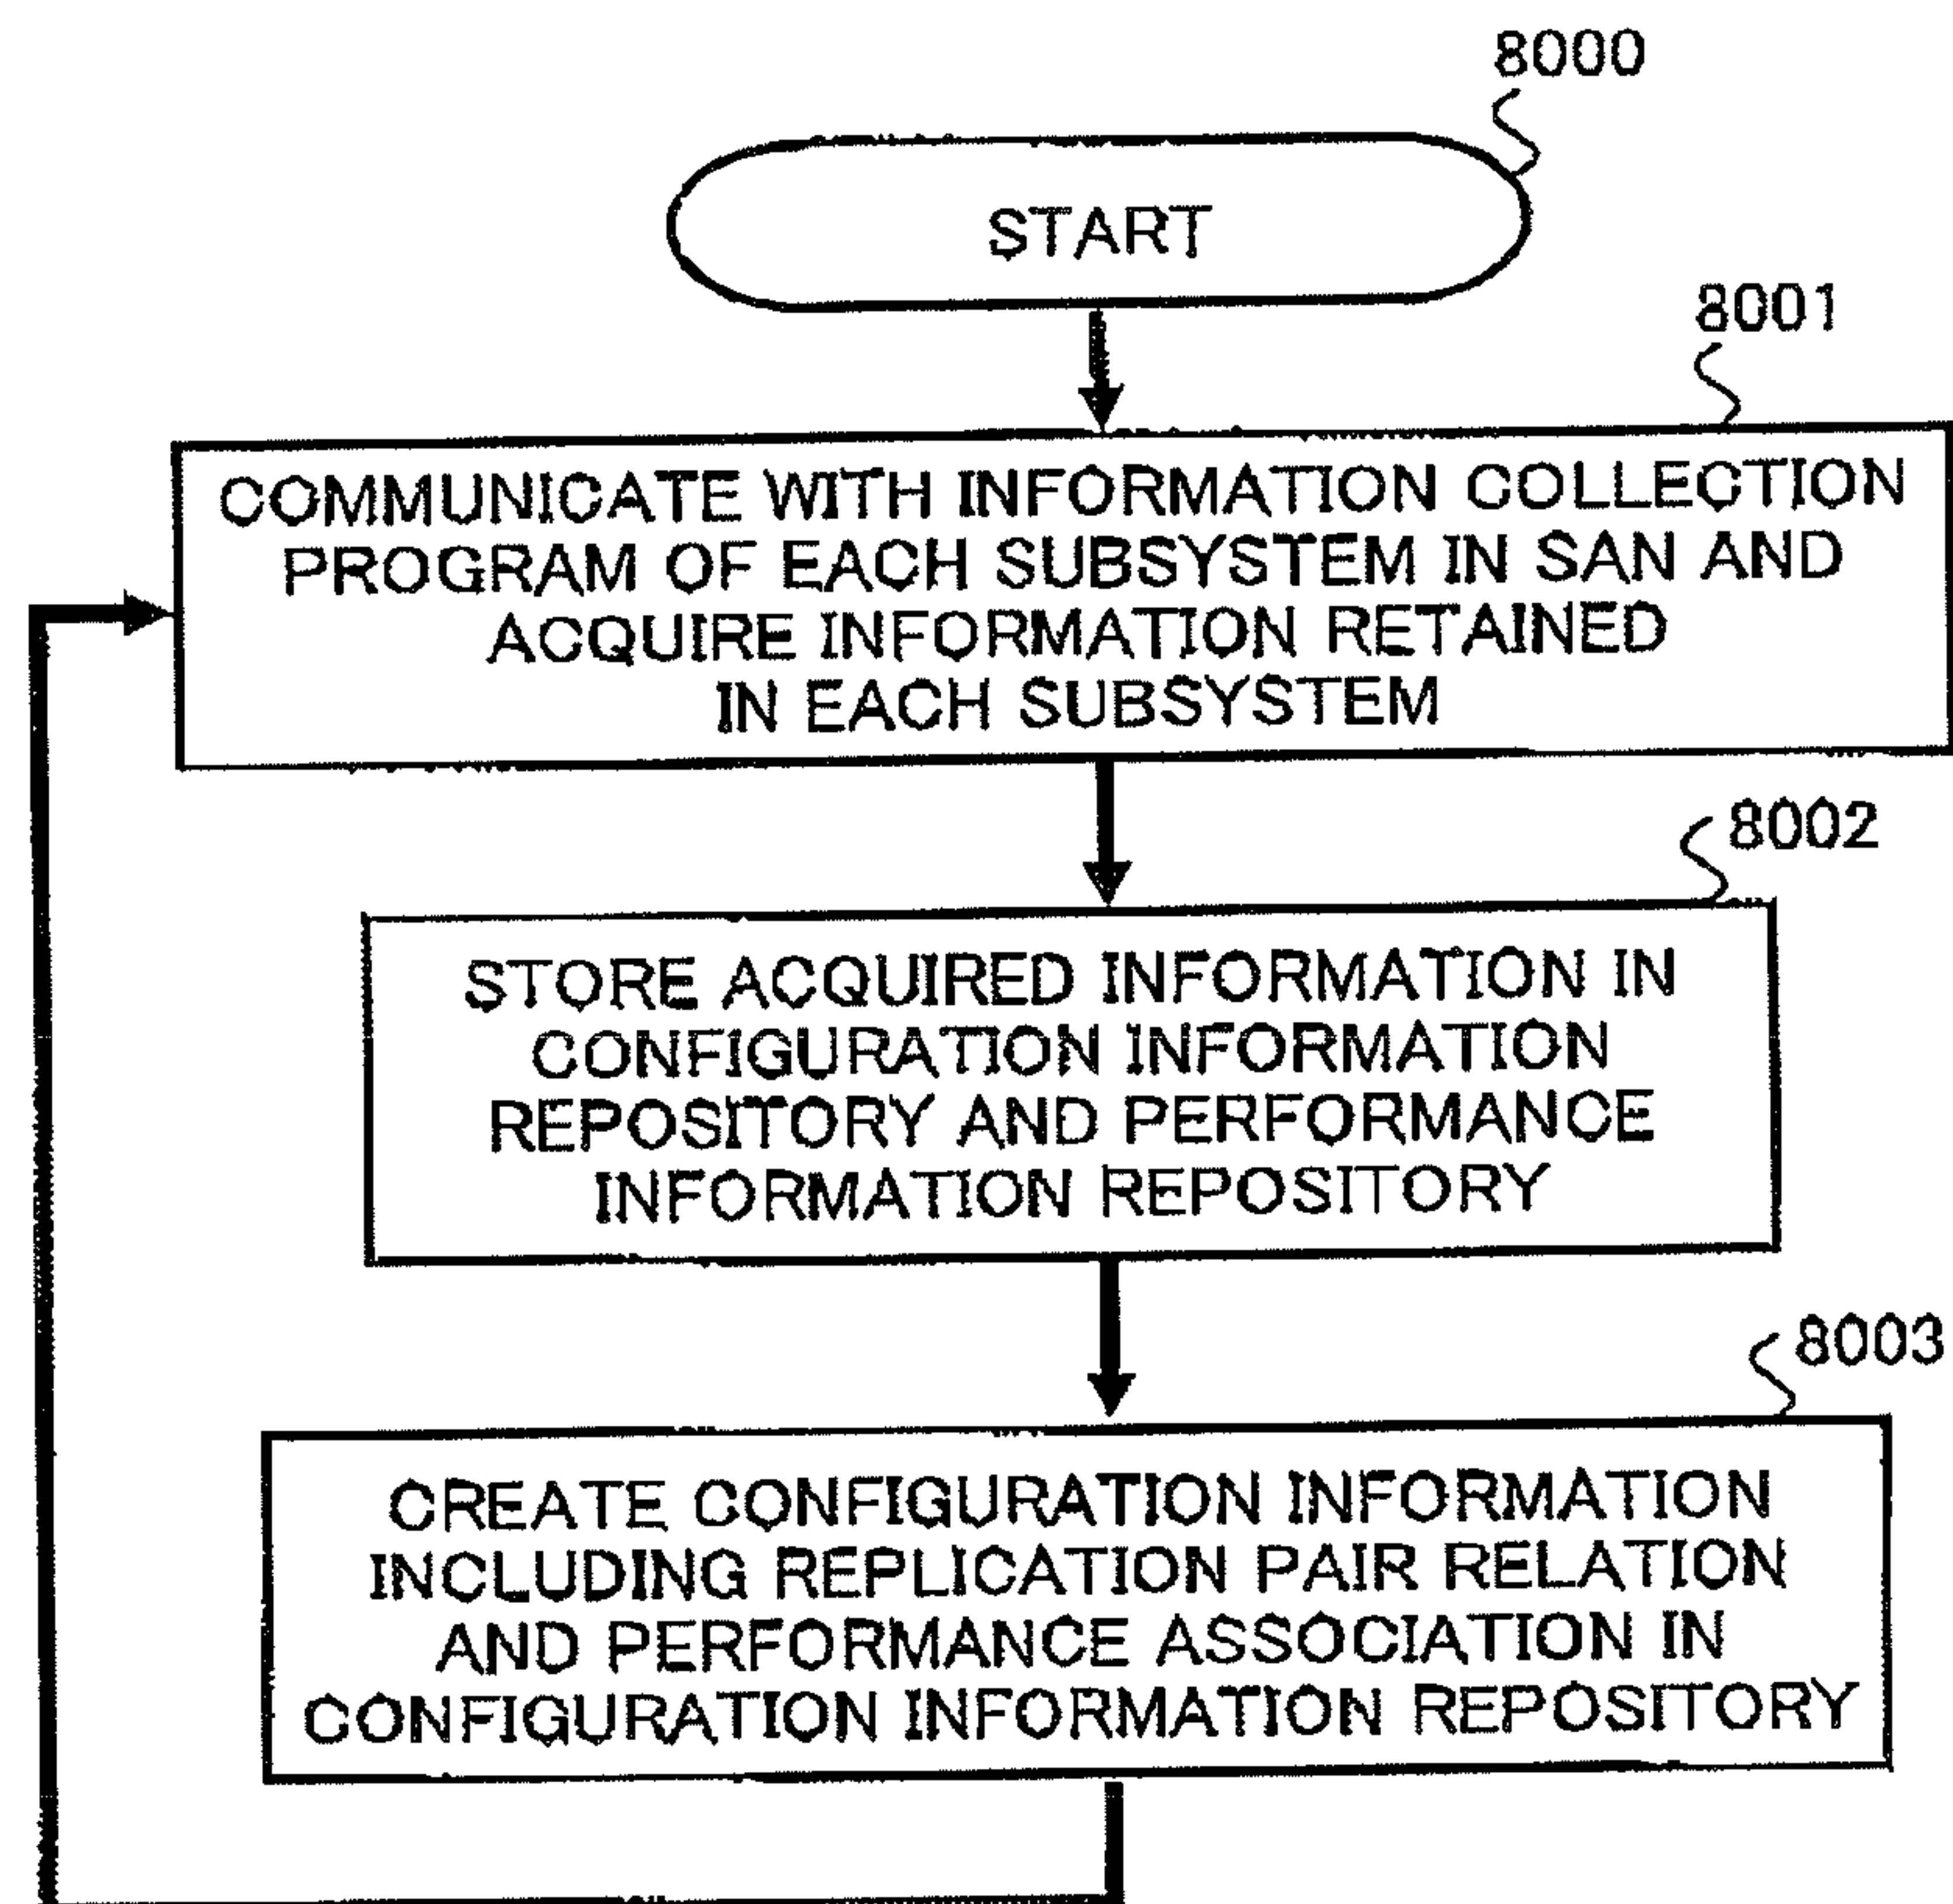 8000
START
8001
COMMUNICATE WITH INFORMATION COLLECTION
PROGRAM OF EACH SUBSYSTEM IN SAN AND
ACQUIRE INFORMATION RETAINED
IN EACH SUBSYSTEM
8002
STORE ACQUIRED INFORMATION IN
CONFIGURATION INFORMATION
REPOSITORY AND PERFORMANCE
INFORMATION REPOSITORY
8003
CREATE CONFIGURATION INFORMATION
INCLUDING REPLICATION PAIR RELATION
AND PERFORMANCE ASSOCIATION IN
CONFIGURATION INFORMATION REPOSITORY